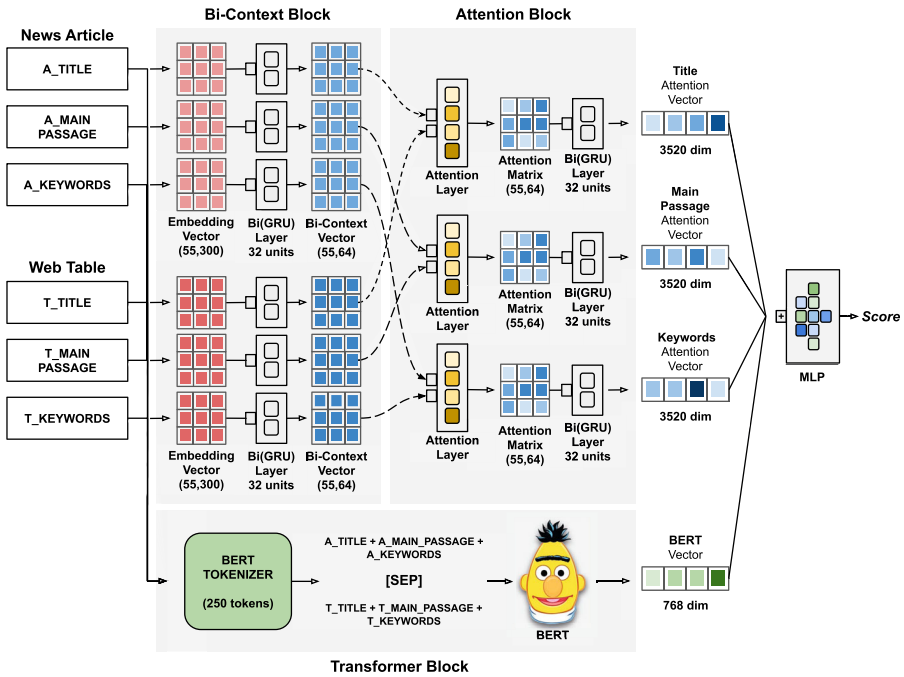 Bi-Context Block
Attention Block
News Article
A_TITLE
A_MAIN
PASSAGE
A_KEYWORDS
Embedding
Vector
(55,300)
Bi(GRU)
Layer
32 units
Bi-Context
Vector
(55,64)
Web Table
T_TITLE
T_MAIN
PASSAGE
T_KEYWORDS
Embedding
Vector
(55,300)
Bi(GRU)
Layer
32 units
Bi-Context
Vector
(55,64)
Attention
Layer
Attention
Matrix
(55,64)
Bi(GRU)
Layer
32 units
Attention
Layer
Attention
Matrix
(55,64)
Bi(GRU)
Layer
32 units
Attention
Layer
Attention
Matrix
(55,64)
Bi(GRU)
Layer
32 units
Title
Attention
Vector
3520 dim
Main
Passage
Attention
Vector
3520 dim
Keywords
Attention
Vector
3520 dim
BERT
Vector
768 dim
+
MLP
Score
BERT
TOKENIZER
(250 tokens)
A_TITLE + A_MAIN_PASSAGE +
A_KEYWORDS
[SEP]
T_TITLE + T_MAIN_PASSAGE +
T_KEYWORDS
BERT
Transformer Block